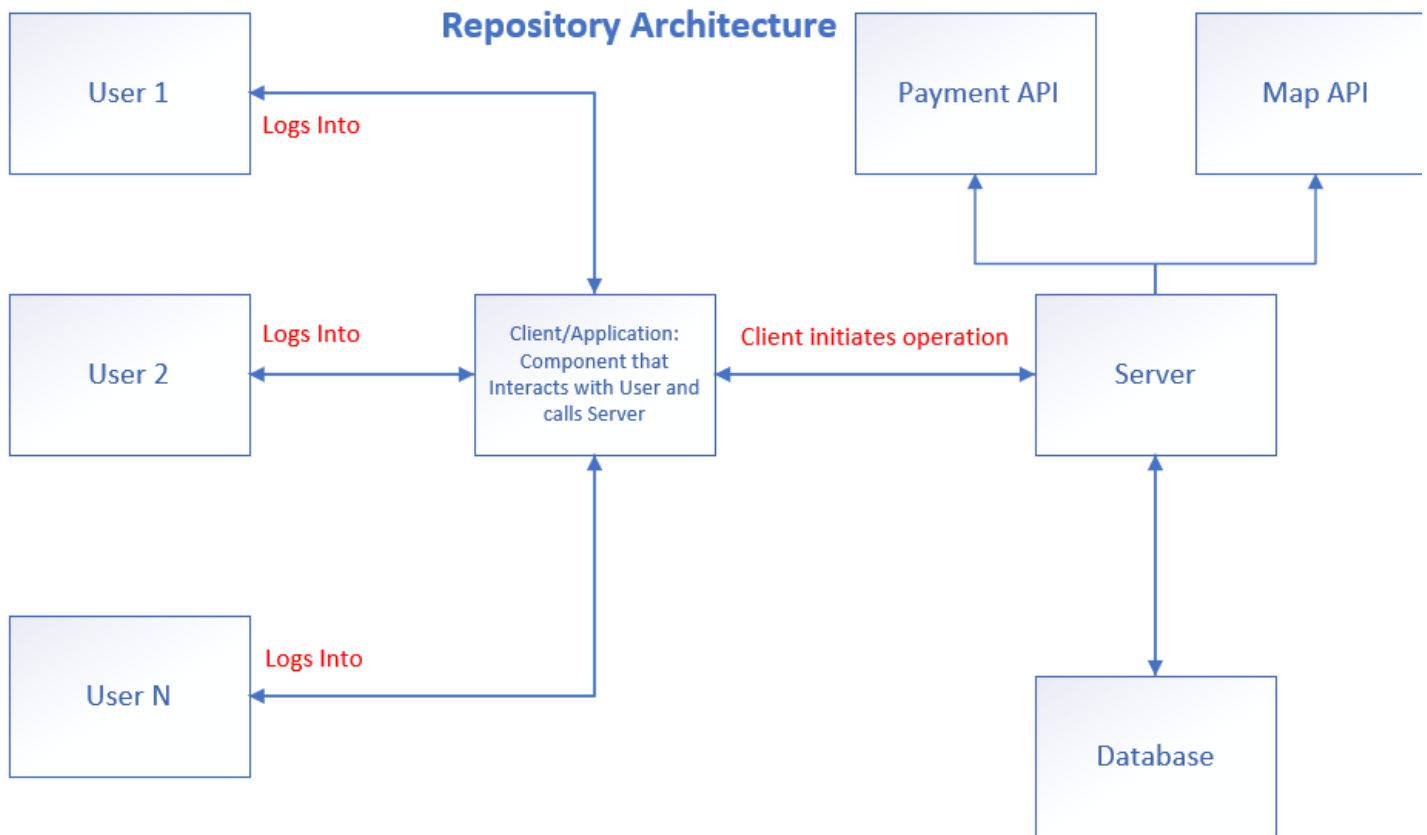 Repository Architecture
User 1
Logs Into
Payment API
Map API
User 2
Logs Into
Client/Application:
Component that
Interacts with User and
calls Server
Client initiates operation
Server
User N
Logs Into
Database